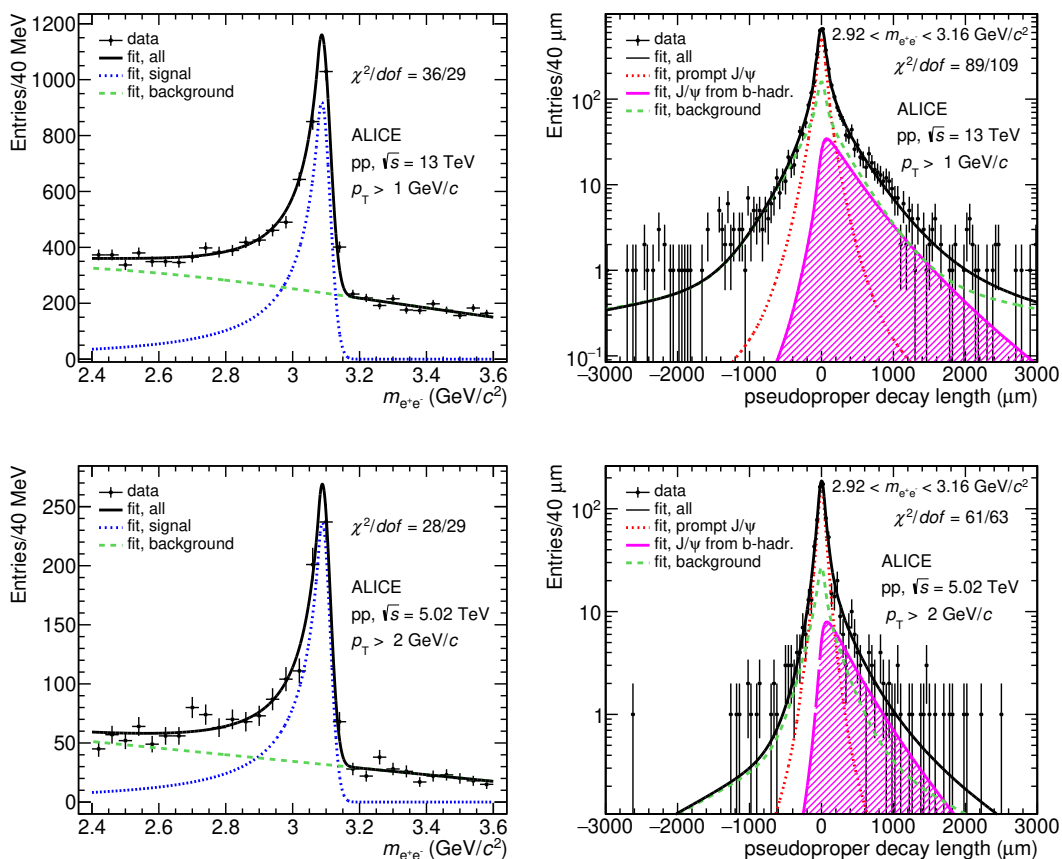 Entries/40 MeV
1200
1000
800
600
400
200
0
data
fit, all
fit, signal
fit, background
χ²/dof = 36/29
ALICE
pp, √s = 13 TeV
p_T > 1 GeV/c
2.4 2.6 2.8 3 3.2 3.4 3.6
m_e⁺e⁻ (GeV/c²)
Entries/40 μm
10²
10
1
10⁻¹
data
fit, all
fit, prompt J/ψ
fit, J/ψ from b-hadr.
fit, background
2.92 < m_e⁺e⁻ < 3.16 GeV/c²
χ²/dof = 89/109
ALICE
pp, √s = 13 TeV
p_T > 1 GeV/c
−3000 −2000 −1000 0 1000 2000 3000
pseudoproper decay length (μm)
Entries/40 MeV
250
200
150
100
50
0
data
fit, all
fit, signal
fit, background
χ²/dof = 28/29
ALICE
pp, √s = 5.02 TeV
p_T > 2 GeV/c
2.4 2.6 2.8 3 3.2 3.4 3.6
m_e⁺e⁻ (GeV/c²)
Entries/40 μm
10²
10
1
data
fit, all
fit, prompt J/ψ
fit, J/ψ from b-hadr.
fit, background
2.92 < m_e⁺e⁻ < 3.16 GeV/c²
χ²/dof = 61/63
ALICE
pp, √s = 5.02 TeV
p_T > 2 GeV/c
−3000 −2000 −1000 0 1000 2000 3000
pseudoproper decay length (μm)